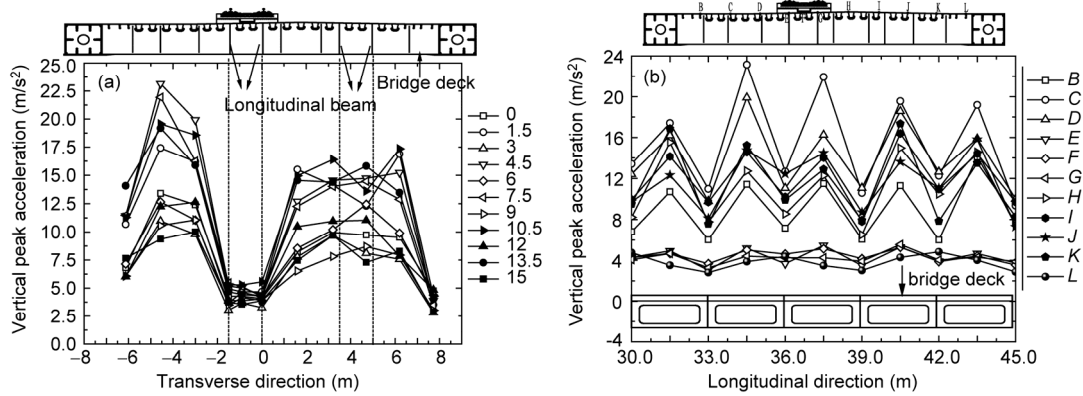 (a)
Vertical peak acceleration (m/s²)
25.0
22.5
20.0
17.5
15.0
12.5
10.0
7.5
5.0
2.5
0.0
−8 −6 −4 −2 0 2 4 6 8
Transverse direction (m)
Bridge deck
Longitudinal beam
0
1.5
3
4.5
6
7.5
9
10.5
12
13.5
15
B C D E F G H I J K L
(b)
Vertical peak acceleration (m/s²)
24
20
16
12
8
4
0
−4
30.0 33.0 36.0 39.0 42.0 45.0
Longitudinal direction (m)
bridge deck
B
C
D
E
F
G
H
I
J
K
L